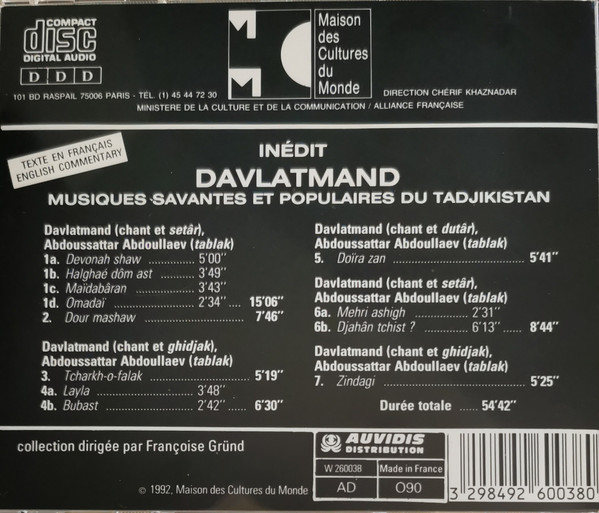 COMPACT
disc
DIGITAL AUDIO
D D D
M
M C
Maison
des
Cultures
du
Monde
DIRECTION CHÉRIF KHAZNADAR
101 BD RASPAIL 75006 PARIS - TÉL. (1) 45 44 72 30
MINISTERE DE LA CULTURE ET DE LA COMMUNICATION / ALLIANCE FRANÇAISE
TEXTE EN FRANÇAIS
ENGLISH COMMENTARY
INÉDIT
DAVLATMAND
MUSIQUES SAVANTES ET POPULAIRES DU TADJIKISTAN
Davlatmand (chant et setâr),
Abdoussattar Abdoullaev (tablak)
1a. Devonah shaw 5'00"
1b. Halghaé dôm ast 3'49"
1c. Maïdabâran 3'43"
1d. Omadaï 2'34" 15'06"
2. Dour mashaw 7'46"
Davlatmand (chant et ghidjak),
Abdoussattar Abdoullaev (tablak)
3. Tcharkh-o-falak 5'19"
4a. Layla 3'48"
4b. Bubast 2'42" 6'30"
Davlatmand (chant et dutâr),
Abdoussattar Abdoullaev (tablak)
5. Doïra zan 5'41"
Davlatmand (chant et setâr),
Abdoussattar Abdoullaev (tablak)
6a. Mehri ashigh 2'31"
6b. Djahân tchist ? 6'13" 8'44"
Davlatmand (chant et ghidjak),
Abdoussattar Abdoullaev (tablak)
7. Zindagi 5'25"
Durée totale 54'42"
collection dirigée par Françoise Gründ
© 1992, Maison des Cultures du Monde
AUVIDIS
DISTRIBUTION
W 260038 Made in France
AD 090
3 298492 600380